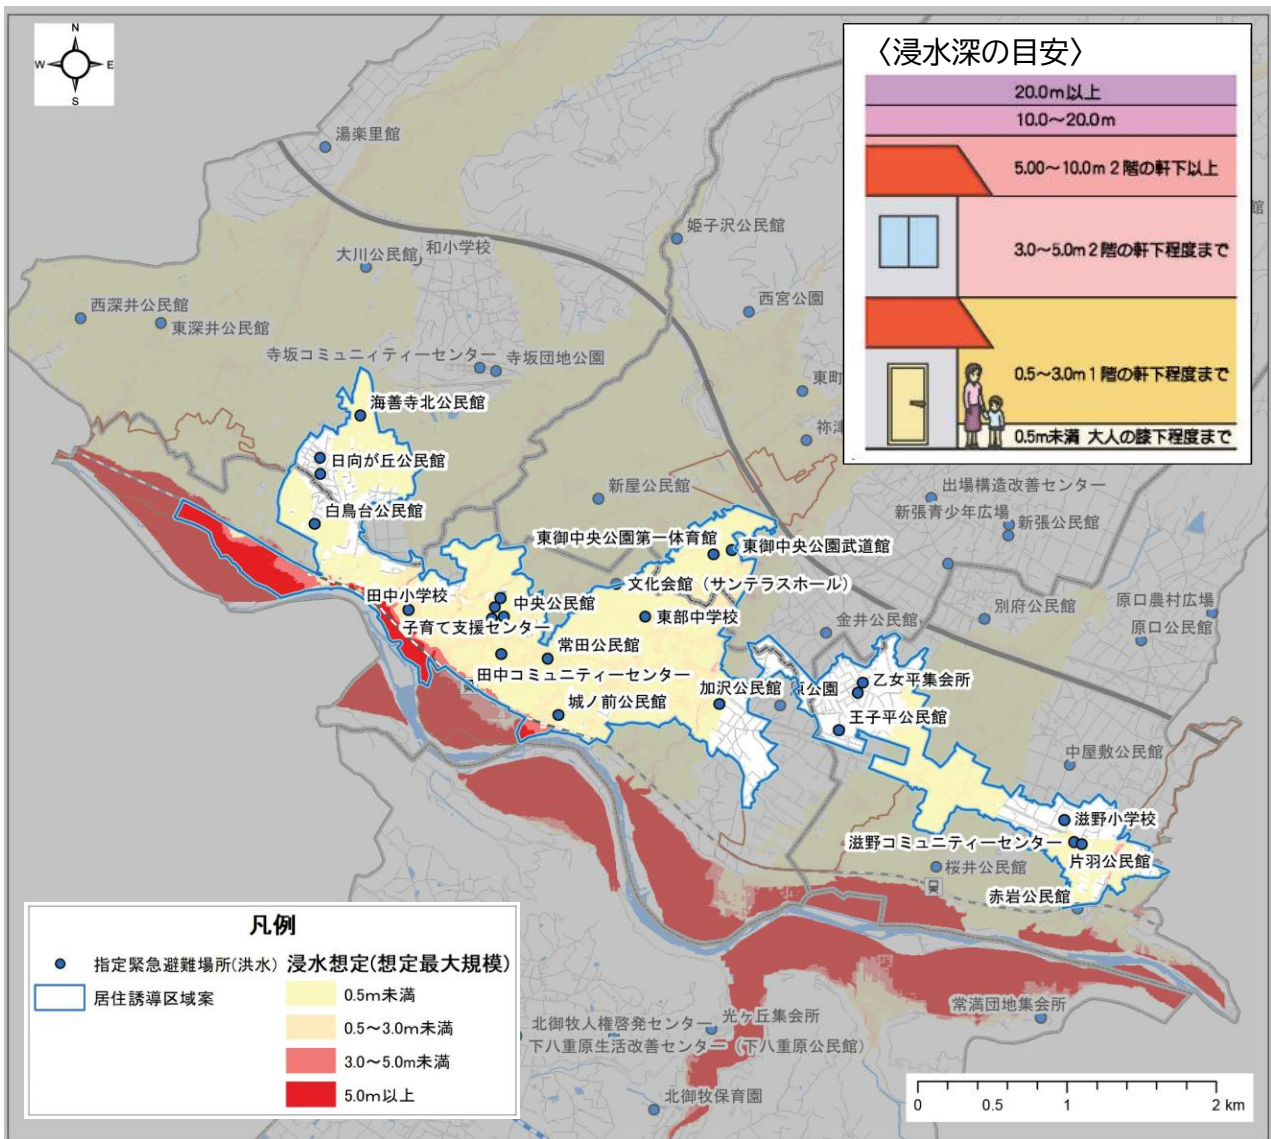 N
W
E
S
〈浸水深の目安〉
20.0m以上
10.0～20.0m
5.00～10.0m 2階の軒下以上
3.0～5.0m 2階の軒下程度まで
0.5～3.0m 1階の軒下程度まで
0.5m未満 大人の膝下程度まで
湯楽里館
姫子沢公民館
和小学校
大川公民館
西宮公園
西深井公民館
東深井公民館
寺坂コミュニィティーセンター
寺坂団地公園
東町
海善寺北公民館
祢津
日向が丘公民館
新屋公民館
出場構造改善センター
新張青少年広場
新張公民館
白鳥台公民館
東御中央公園第一体育館
東御中央公園武道館
文化会館（サンテラスホール）
田中小学校
中央公民館
子育て支援センター
東部中学校
金井公民館
別府公民館
原口農村広場
原口公民館
常田公民館
田中コミュニティーセンター
加沢公民館
公園
乙女平集会所
城ノ前公民館
王子平公民館
中屋敷公民館
滋野小学校
滋野コミュニティーセンター
片羽公民館
桜井公民館
赤岩公民館
常満団地集会所
光ヶ丘集会所
北御牧人権啓発センター
下八重原生活改善センター（下八重原公民館）
北御牧保育園
館
凡例
指定緊急避難場所(洪水)
居住誘導区域案
浸水想定(想定最大規模)
0.5m未満
0.5～3.0m未満
3.0～5.0m未満
5.0m以上
0 0.5 1 2 km